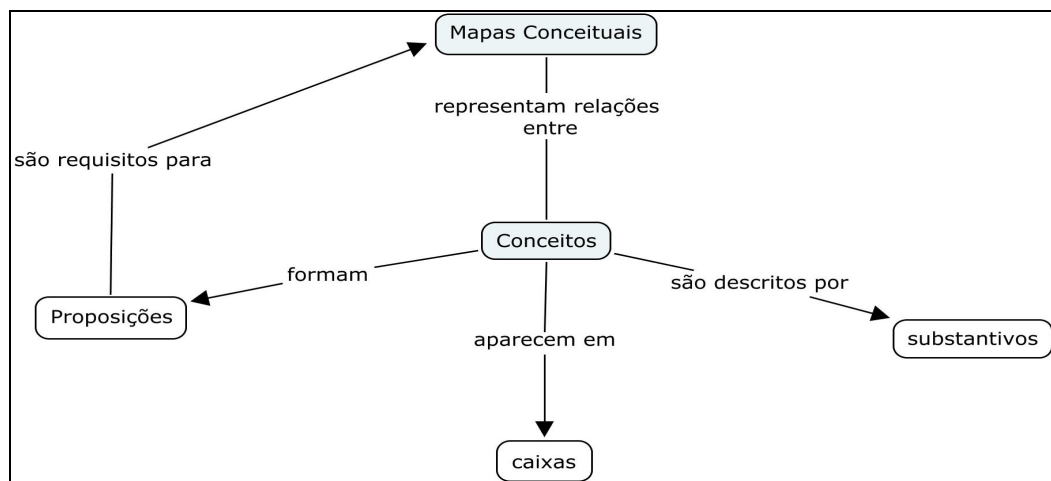 Mapas Conceituais
representam relações
entre
são requisitos para
Conceitos
formam
são descritos por
Proposições
aparecem em
substantivos
caixas